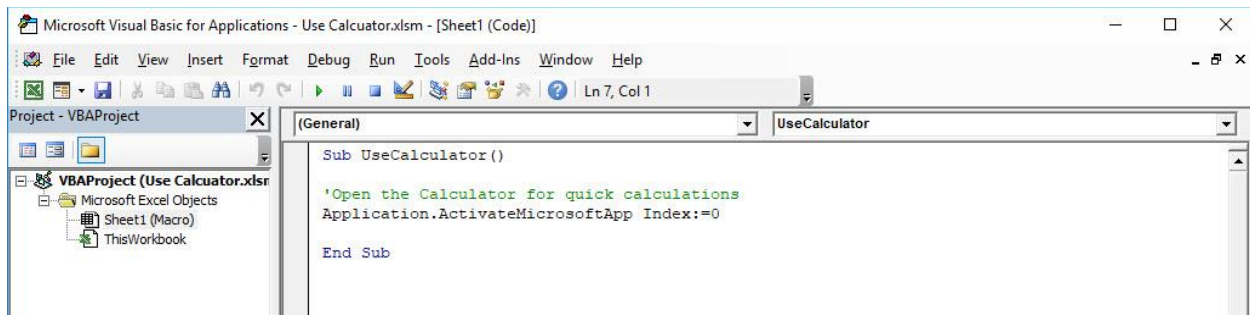 Microsoft Visual Basic for Applications - Use Calcuator.xlsm - [Sheet1 (Code)]
File Edit View Insert Format Debug Run Tools Add-Ins Window Help
Ln 7, Col 1
Project - VBAProject
(General) UseCalculator
VBAProject (Use Calcuator.xlsm
Microsoft Excel Objects
Sheet1 (Macro)
ThisWorkbook
Sub UseCalculator()
'Open the Calculator for quick calculations
Application.ActivateMicrosoftApp Index:=0
End Sub